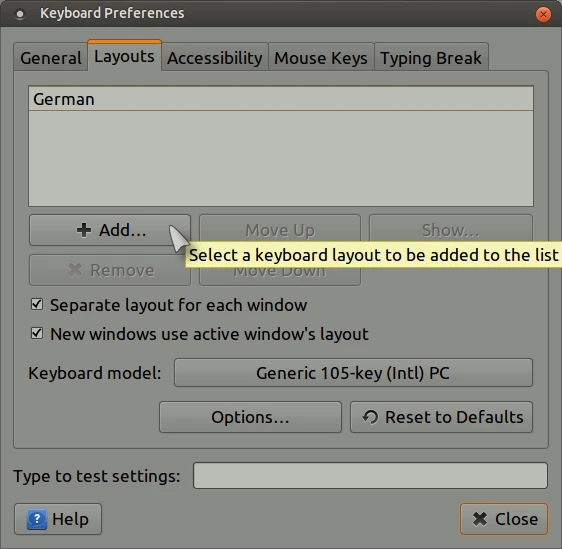 Keyboard Preferences
General Layouts Accessibility Mouse Keys Typing Break
German
Add... Move Up Show...
Select a keyboard layout to be added to the list
Remove Move Down
Separate layout for each window
New windows use active window's layout
Keyboard model: Generic 105-key (Intl) PC
Options... Reset to Defaults
Type to test settings:
? Help Close